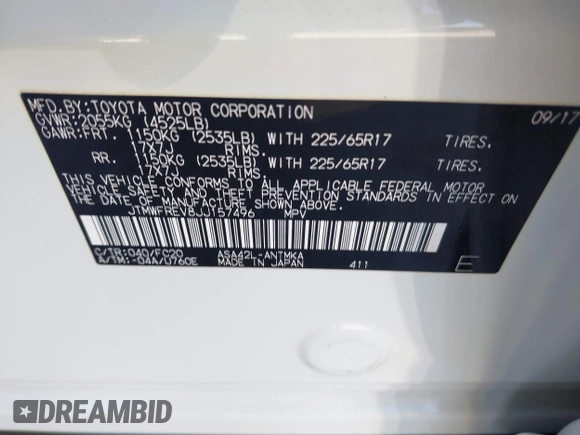 MFD.BY:TOYOTA MOTOR CORPORATION 09/17
GVWR:2055KG (4525LB)
GAWR:FRT. 1150KG (2535LB) WITH 225/65R17 TIRES.
17X7J RIMS.
RR. 1150KG (2535LB) WITH 225/65R17 TIRES.
17X7J RIMS.
THIS VEHICLE CONFORMS TO ALL APPLICABLE FEDERAL MOTOR
VEHICLE SAFETY AND THEFT PREVENTION STANDARDS IN EFFECT ON
THE DATE OF MANUFACTURE SHOWN ABOVE.
JTMWFREV8JJ157496 MPV
C/TR:040/FC20 ASA42L-ANTMKA
A/TM:-04A/U760E MADE IN JAPAN 411 E
DREAMBID